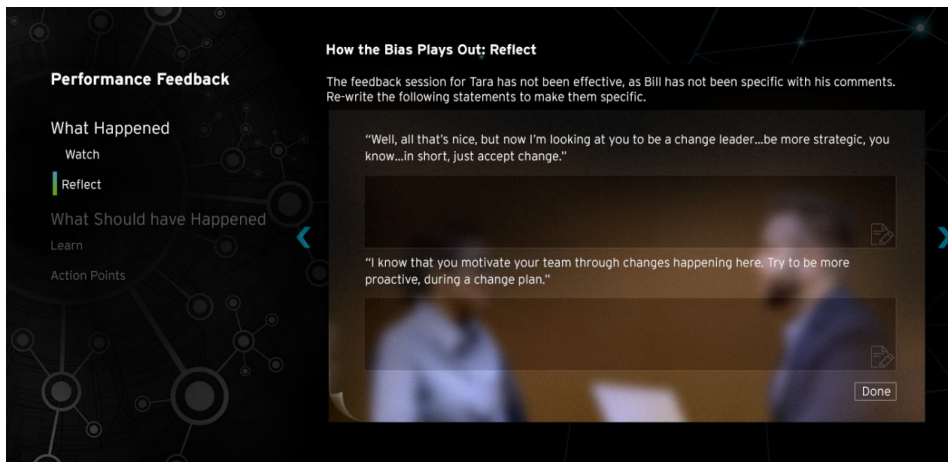 Performance Feedback
What Happened
Watch
Reflect
What Should have Happened
Learn
Action Points
How the Bias Plays Out: Reflect
The feedback session for Tara has not been effective, as Bill has not been specific with his comments.
Re-write the following statements to make them specific.
“Well, all that’s nice, but now I’m looking at you to be a change leader...be more strategic, you
know...in short, just accept change.”
“I know that you motivate your team through changes happening here. Try to be more
proactive, during a change plan.”
Done